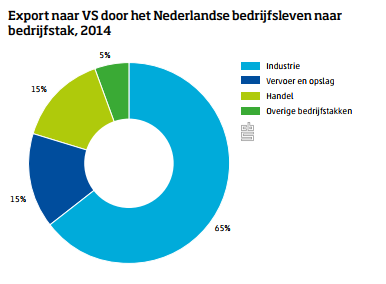 Export naar VS door het Nederlandse bedrijfsleven naar
bedrijfstak, 2014
5%
15%
15%
65%
Industrie
Vervoer en opslag
Handel
Overige bedrijfstakken